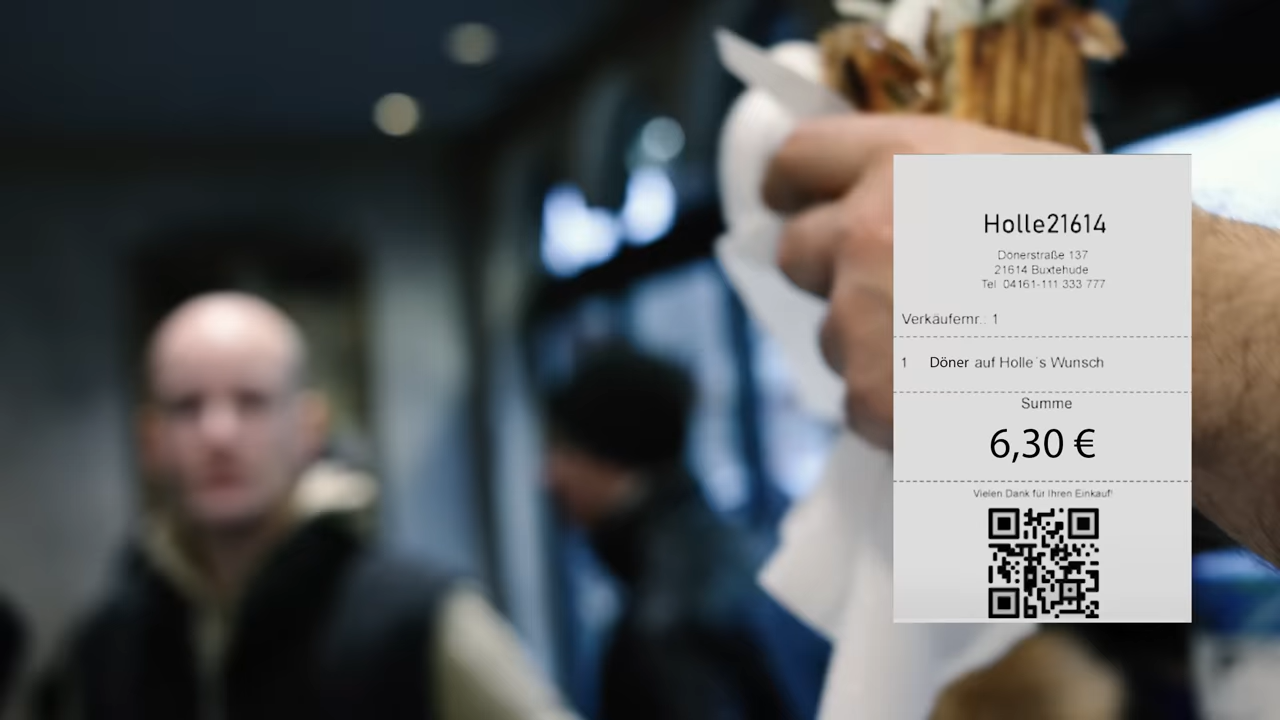 Holle21614
Dönerstraße 137
21614 Buxtehude
Tel 04161-111 333 777
Verkäufernr.: 1
1 Döner auf Holle´s Wunsch
Summe
6,30 €
Vielen Dank für Ihren Einkauf!